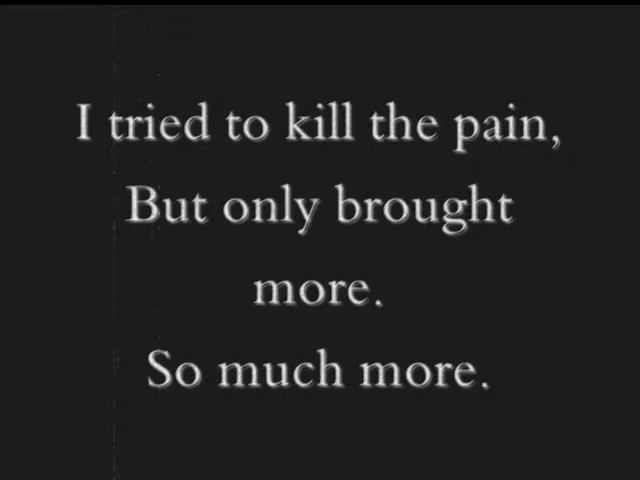 I tried to kill the pain,
But only brought
more.
So much more.